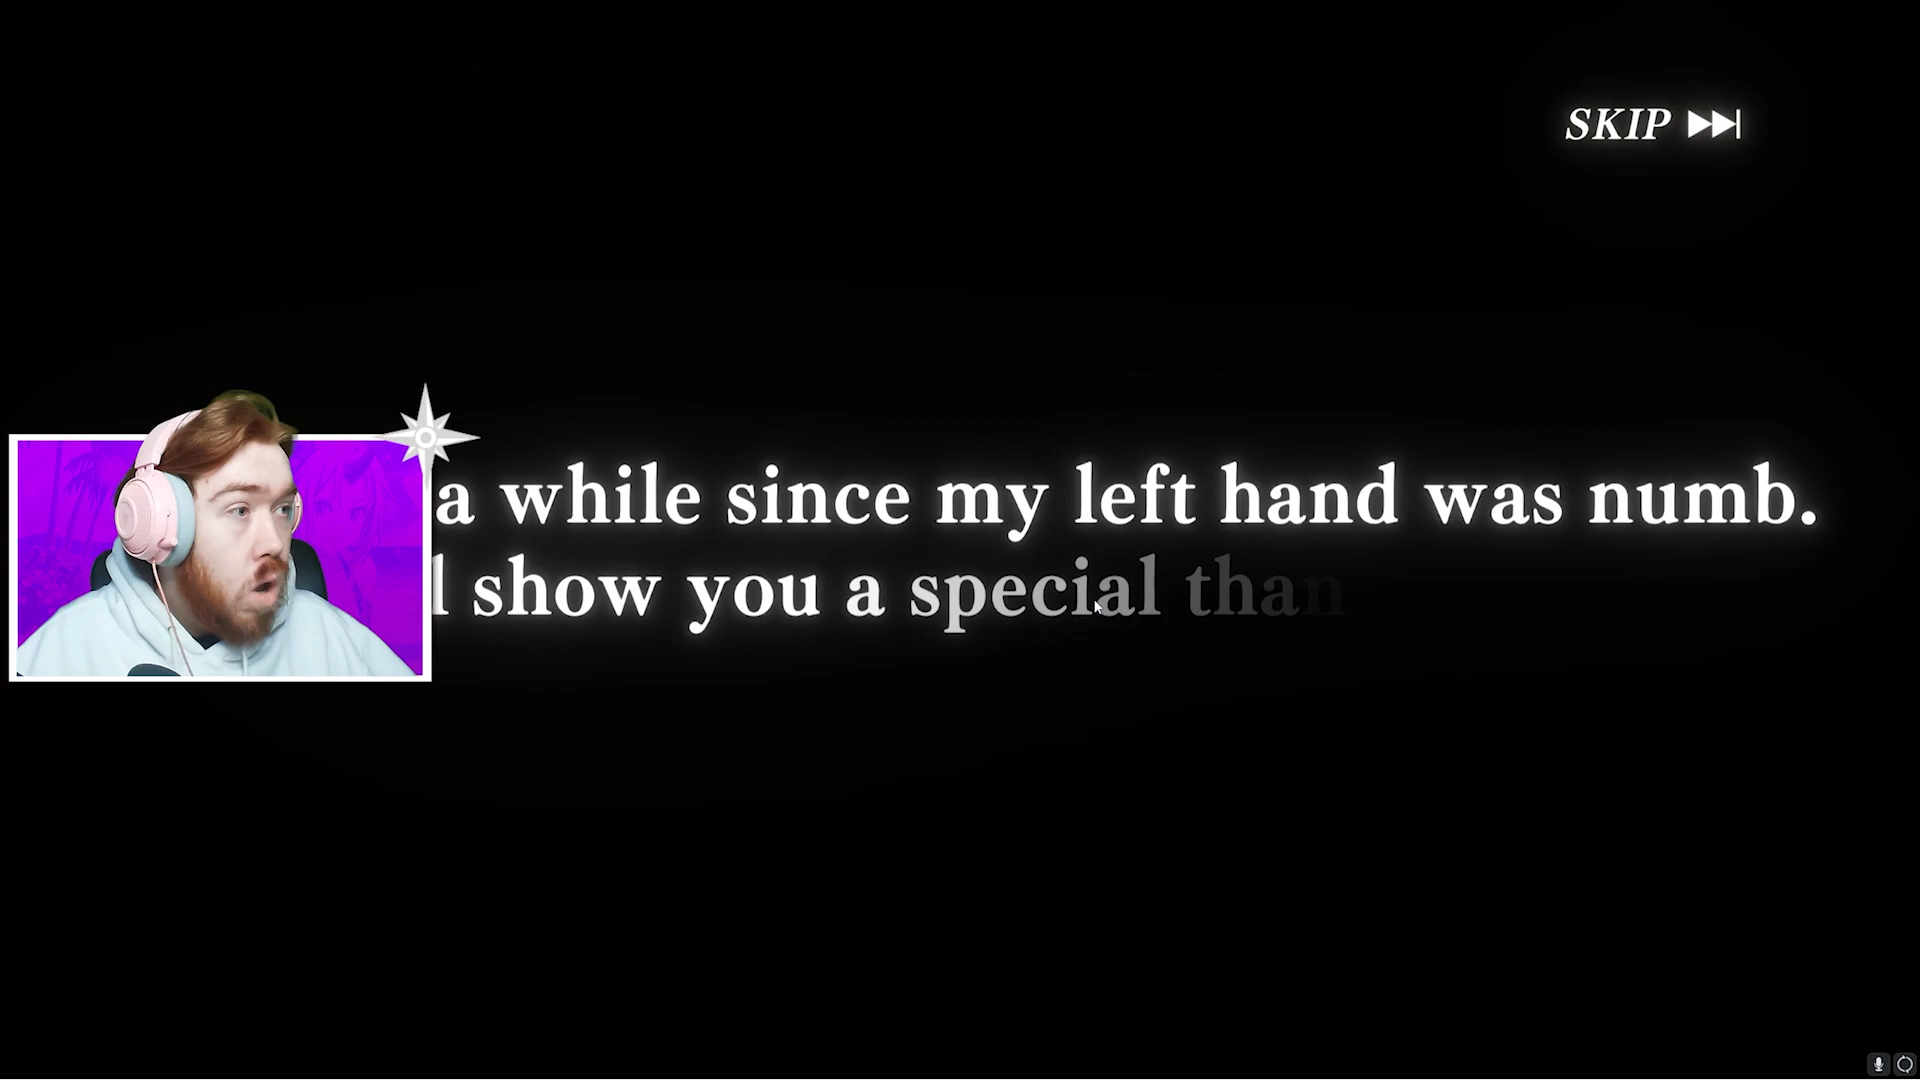 SKIP
a while since my left hand was numb.
l show you a special than